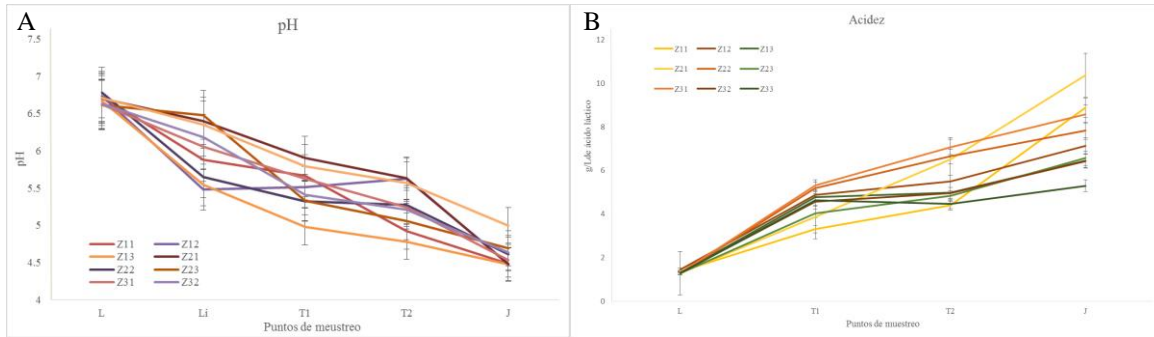 A
pH
7.5
7
6.5
6
5.5
5
4.5
4
pH
Z11 Z12
Z13 Z21
Z22 Z23
Z31 Z32
L Li T1 T2 J
Puntos de meustreo
B
Acidez
12
10
8
6
4
2
0
g/Lde ácido láctico
Z11 Z12 Z13
Z21 Z22 Z23
Z31 Z32 Z33
L T1 T2 J
Puntos de muestreo